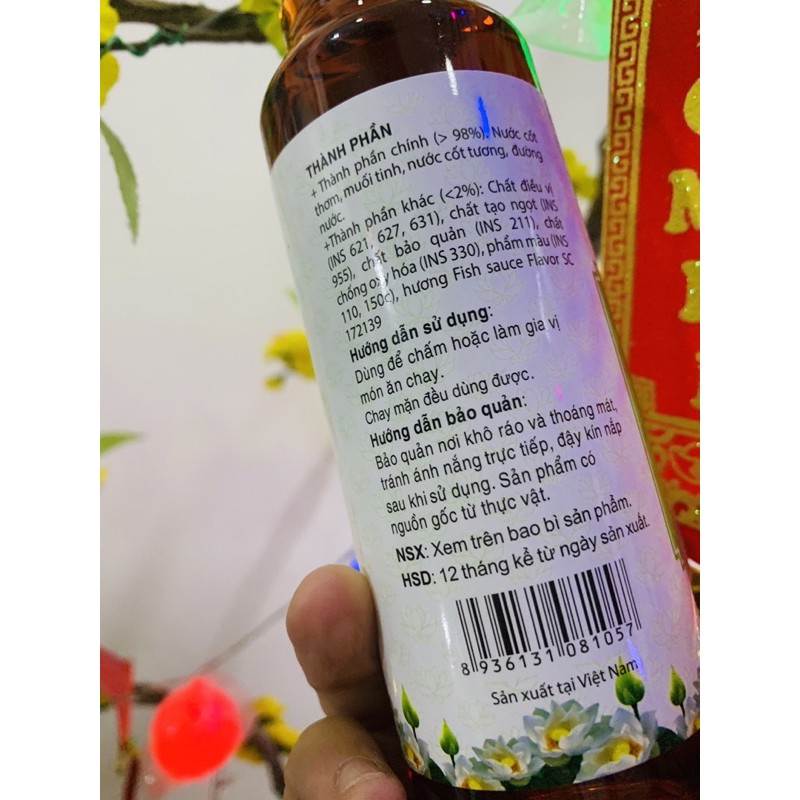 THÀNH PHẦN
+ Thành phần chính (> 98%): Nước cốt
thơm, muối tinh, nước cốt tương, đường
nước.
+Thành phần khác (<2%): Chất điều vị
(INS 621, 627, 631), chất tạo ngọt (INS
955), chất bảo quản (INS 211), chất
chống oxy hóa (INS 330), phẩm màu (INS
110, 150c), hương Fish sauce Flavor SC
172139
Hướng dẫn sử dụng:
Dùng để chấm hoặc làm gia vị
món ăn chay.
Chay mặn đều dùng được.
Hướng dẫn bảo quản:
Bảo quản nơi khô ráo và thoáng mát,
tránh ánh nắng trực tiếp, đậy kín nắp
sau khi sử dụng. Sản phẩm có
nguồn gốc từ thực vật.
NSX: Xem trên bao bì sản phẩm.
HSD: 12 tháng kể từ ngày sản xuất.
8 936131 081057
Sản xuất tại Việt Nam